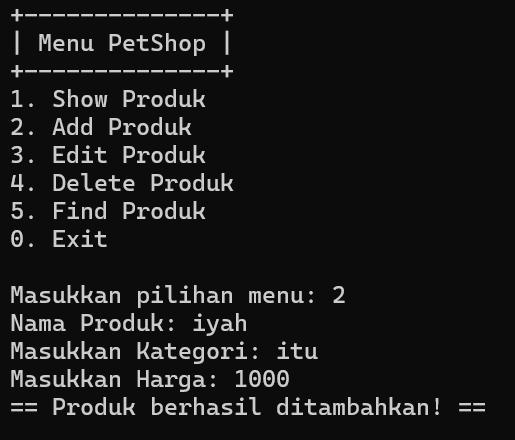 +--------------+
| Menu PetShop |
+--------------+
1. Show Produk
2. Add Produk
3. Edit Produk
4. Delete Produk
5. Find Produk
0. Exit
Masukkan pilihan menu: 2
Nama Produk: iyah
Masukkan Kategori: itu
Masukkan Harga: 1000
== Produk berhasil ditambahkan! ==